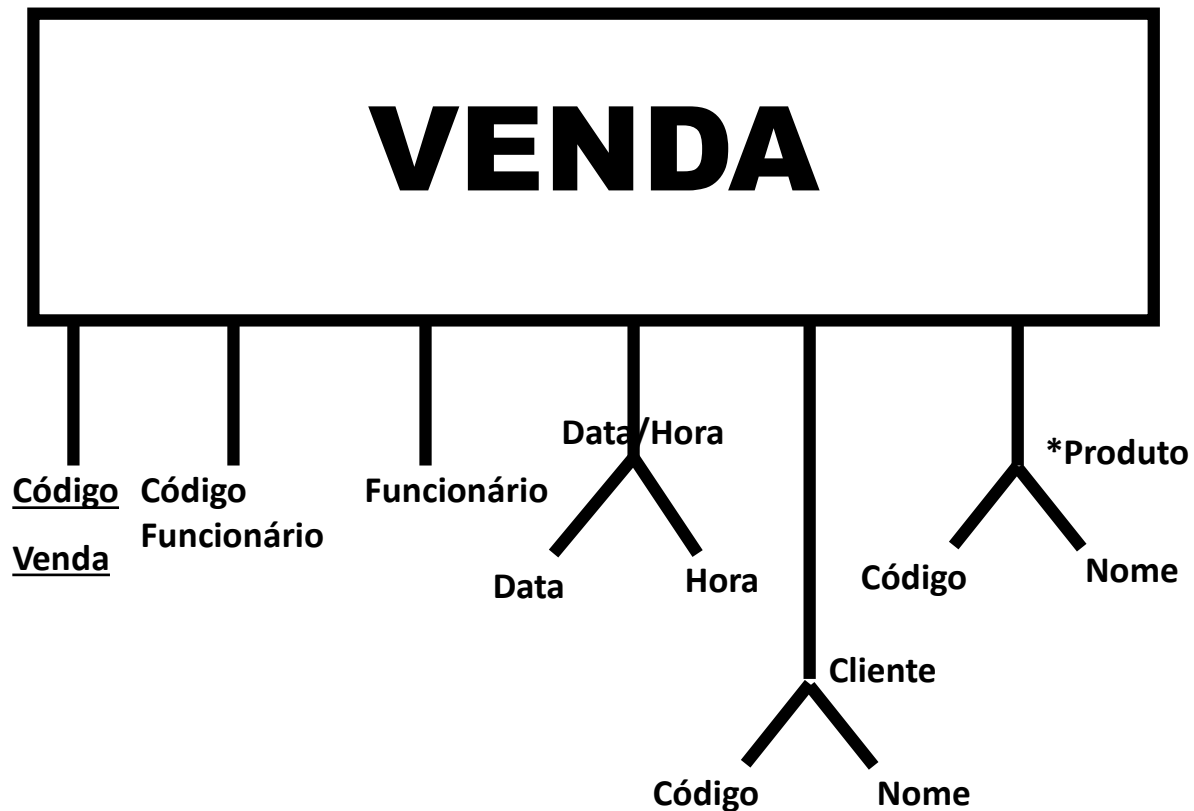 VENDA
Código
Venda
Código
Funcionário
Funcionário
Data/Hora
Data
Hora
Cliente
Código
Nome
*Produto
Código
Nome